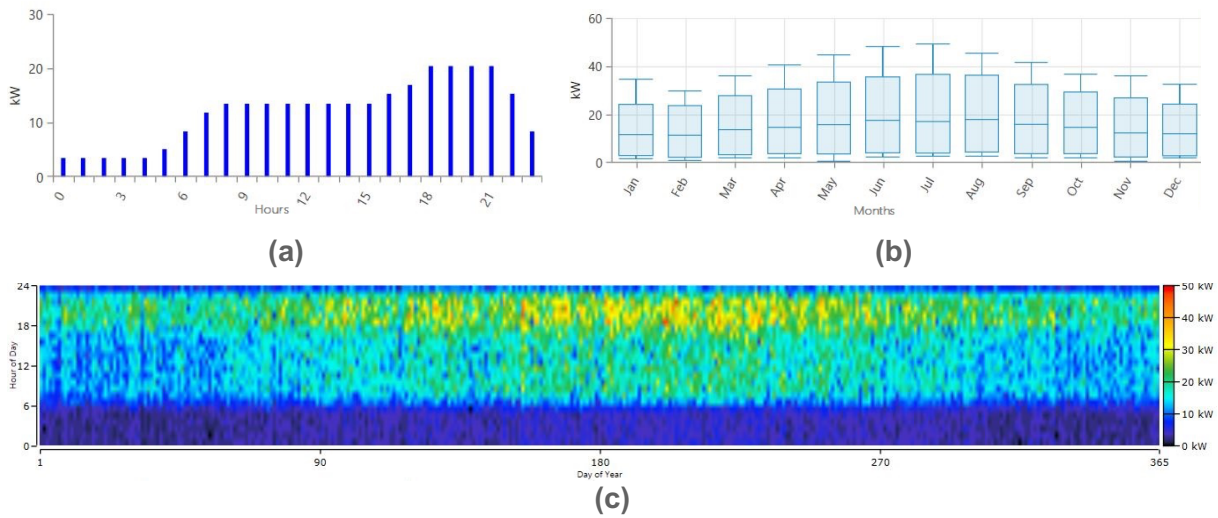 30
20
10
0
kW
0
3
6
9
12
15
18
21
Hours
(a)
60
40
20
0
kW
Jan
Feb
Mar
Apr
May
Jun
Jul
Aug
Sep
Oct
Nov
Dec
Months
(b)
24
18
12
6
0
Hour of Day
1
90
180
270
365
Day of Year
50 kW
40 kW
30 kW
20 kW
10 kW
0 kW
(c)